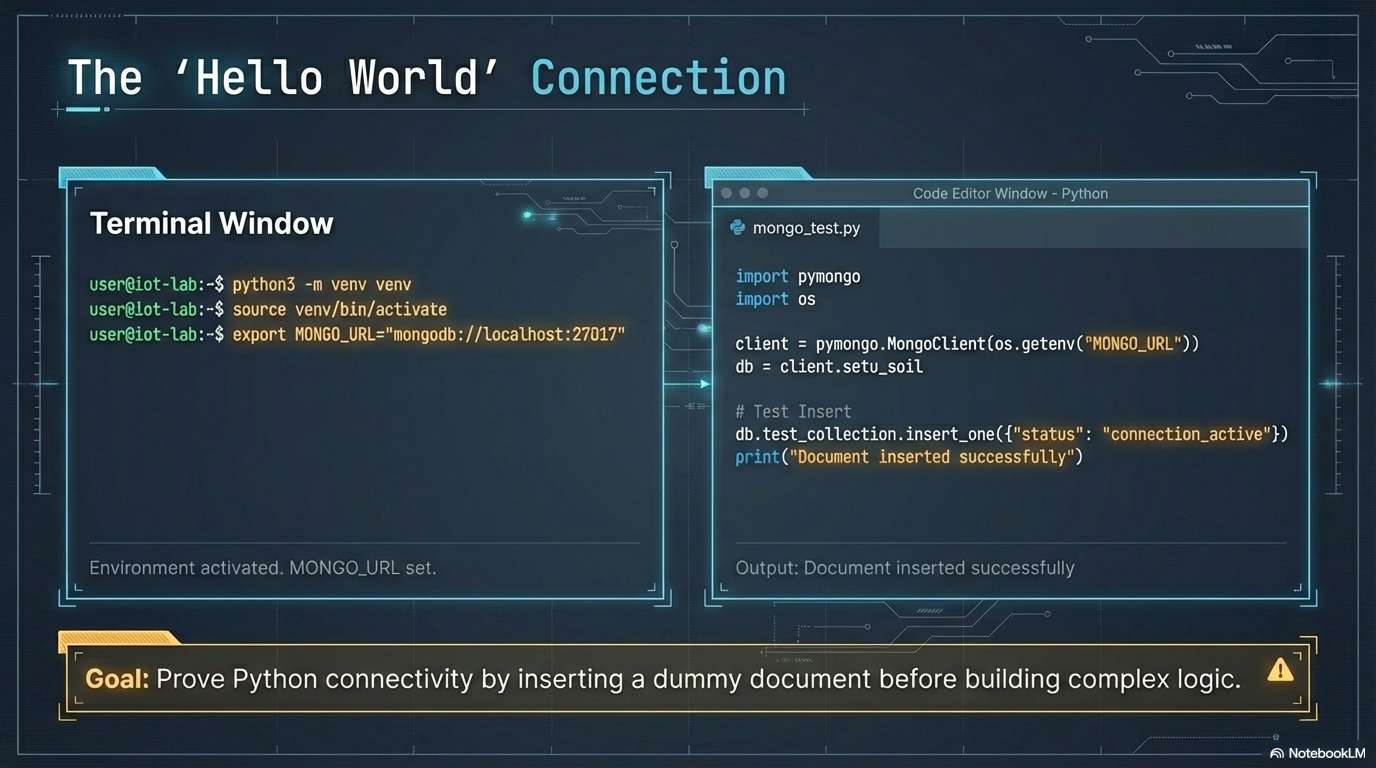 The ‘Hello World’ Connection
Terminal Window
user@iot-lab:~$ python3 -m venv venv
user@iot-lab:~$ source venv/bin/activate
user@iot-lab:~$ export MONGO_URL="mongodb://localhost:27017"
Environment activated. MONGO_URL set.
Code Editor Window - Python
mongo_test.py
import pymongo
import os
client = pymongo.MongoClient(os.getenv("MONGO_URL"))
db = client.setu_soil
# Test Insert
db.test_collection.insert_one({"status": "connection_active"})
print("Document inserted successfully")
Output: Document inserted successfully
Goal: Prove Python connectivity by inserting a dummy document before building complex logic.
NotebookLM